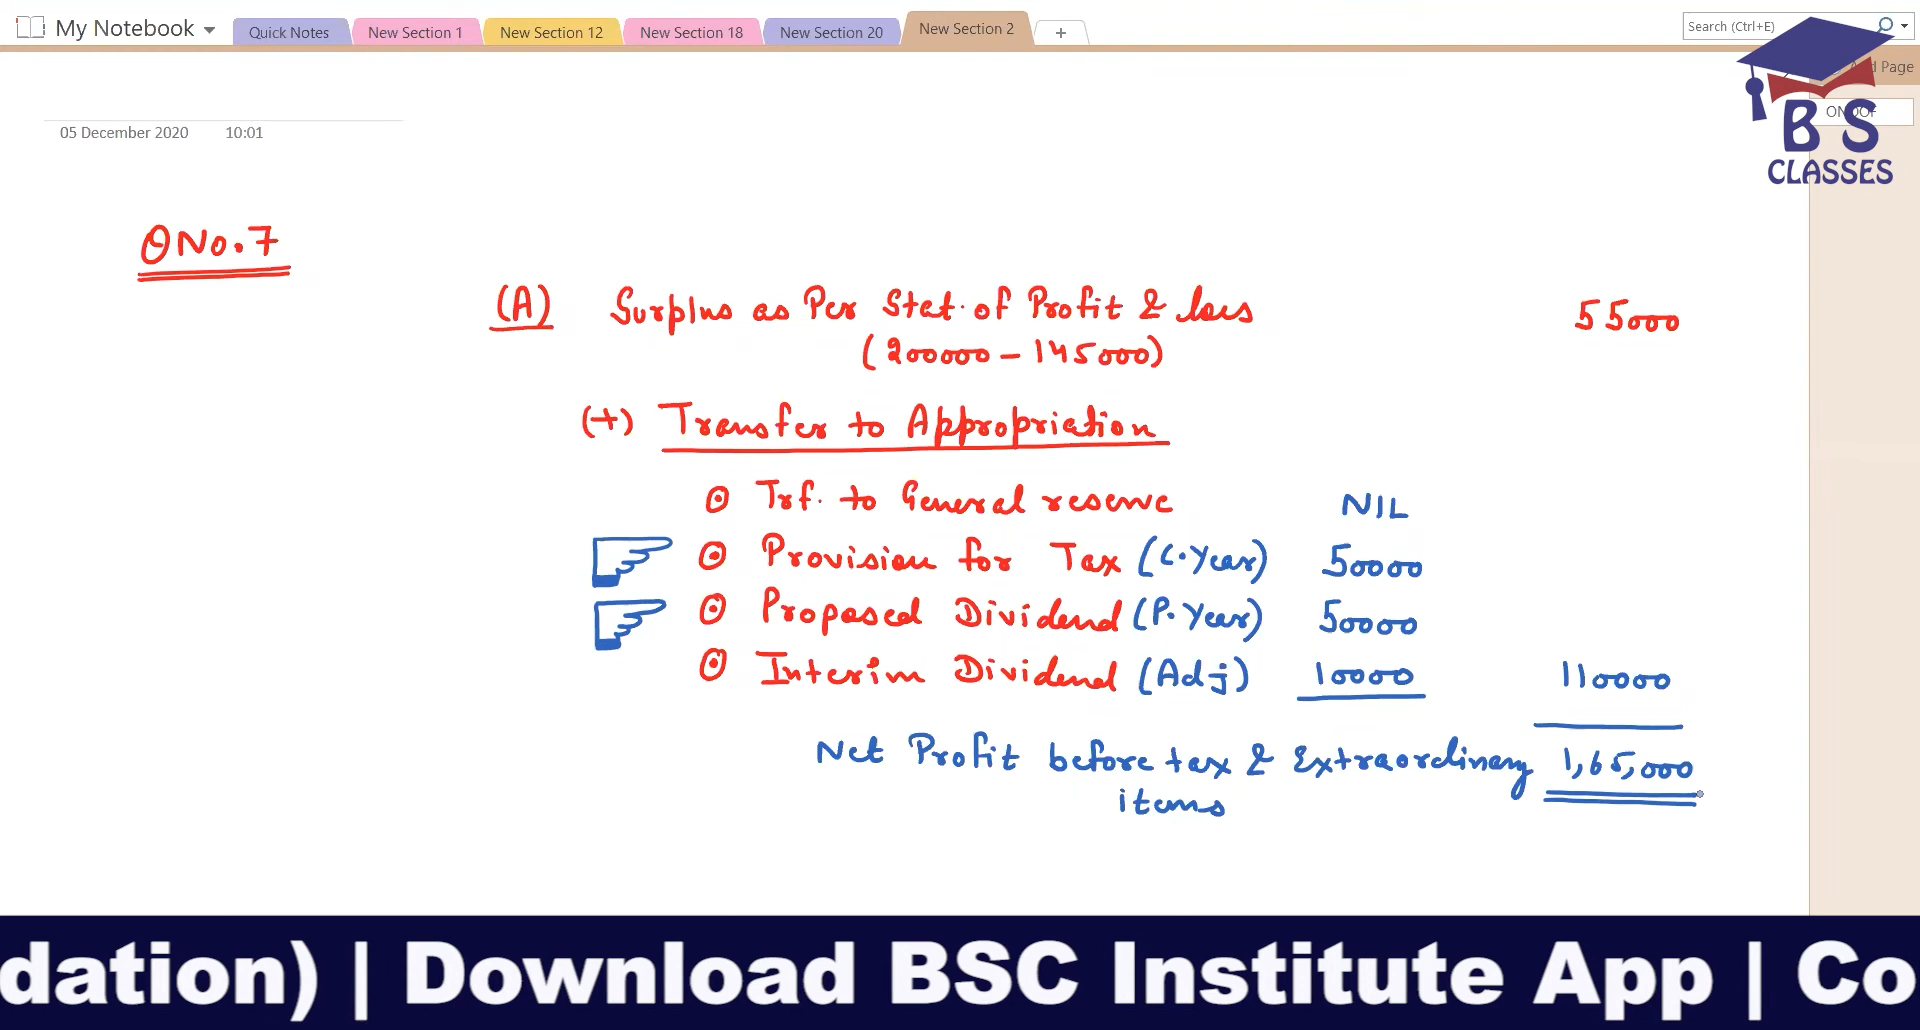 My Notebook
Quick Notes
New Section 1
New Section 12
New Section 18
New Section 20
New Section 2
+
Search (Ctrl+E)
Page
B S
CLASSES
05 December 2020 10:01
QNo.7
(A) Surplus as Per Stat. of Profit & loss 55000
(200000 - 145000)
(+) Transfer to Appropriation
Trf. to General reserve NIL
Provision for Tax (C.Year) 50000
Proposed Dividend (P.Year) 50000
Interim Dividend (Adj) 10000 110000
Net Profit before tax & Extraordinary 1,65,000
items
dation) | Download BSC Institute App | Co